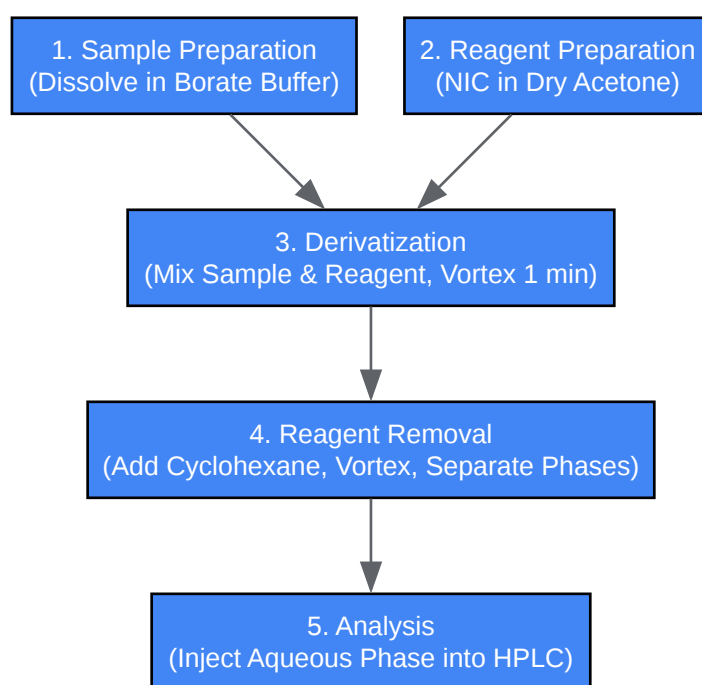 1. Sample Preparation
(Dissolve in Borate Buffer)
2. Reagent Preparation
(NIC in Dry Acetone)
3. Derivatization
(Mix Sample & Reagent, Vortex 1 min)
4. Reagent Removal
(Add Cyclohexane, Vortex, Separate Phases)
5. Analysis
(Inject Aqueous Phase into HPLC)